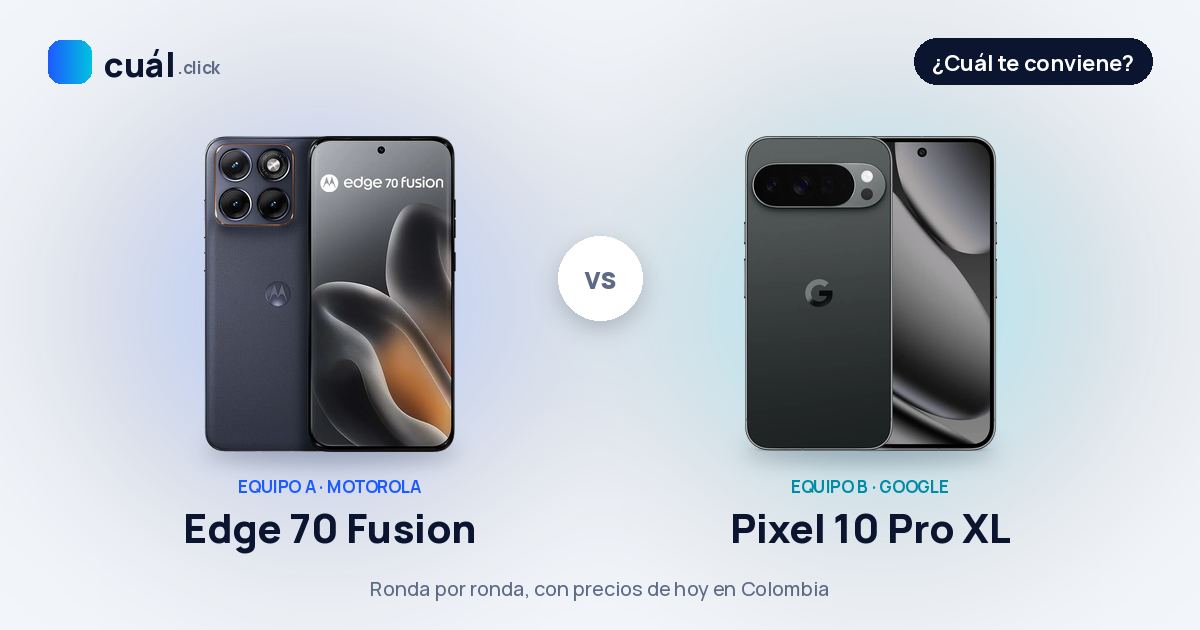 cuál.click
¿Cuál te conviene?
edge 70 fusion
VS
EQUIPO A · MOTOROLA
Edge 70 Fusion
EQUIPO B · GOOGLE
Pixel 10 Pro XL
Ronda por ronda, con precios de hoy en Colombia